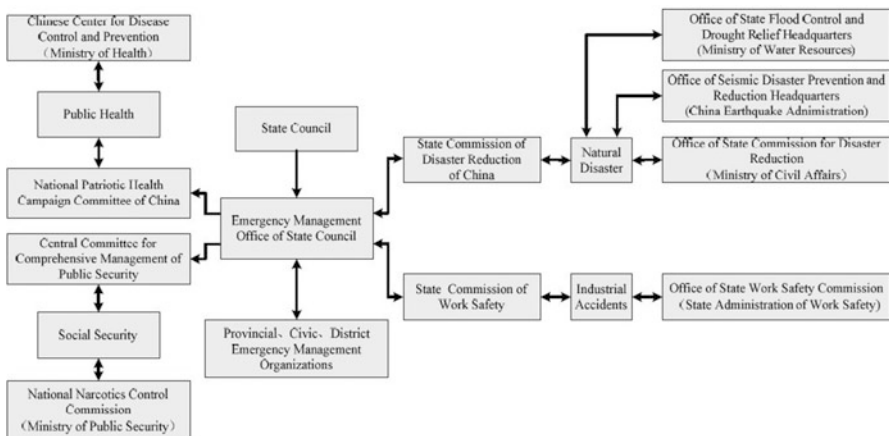 Chinese Center for Disease
Control and Prevention
（Ministry of Health）
Public Health
National Patriotic Health
Campaign Committee of China
Central Committee for
Comprehensive Management of
Public Security
Social Security
National Narcotics Control
Commission
（Ministry of Public Security）
State Council
Emergency Management
Office of State Council
Provincial、Civic、District
Emergency Management
Organizations
State Commission of
Disaster Reduction
of China
State Commission of
Work Safety
Natural
Disaster
Industrial
Accidents
Office of State Flood Control and
Drought Relief Headquarters
(Ministry of Water Resources)
Office of Seismic Disaster Prevention and
Reduction Headquarters
(China Earthquake Adnimistration)
Office of State Commission for Disaster
Reduction
（Ministry of Civil Affairs）
Office of State Work Safety Commission
（State Administration of Work Safety）